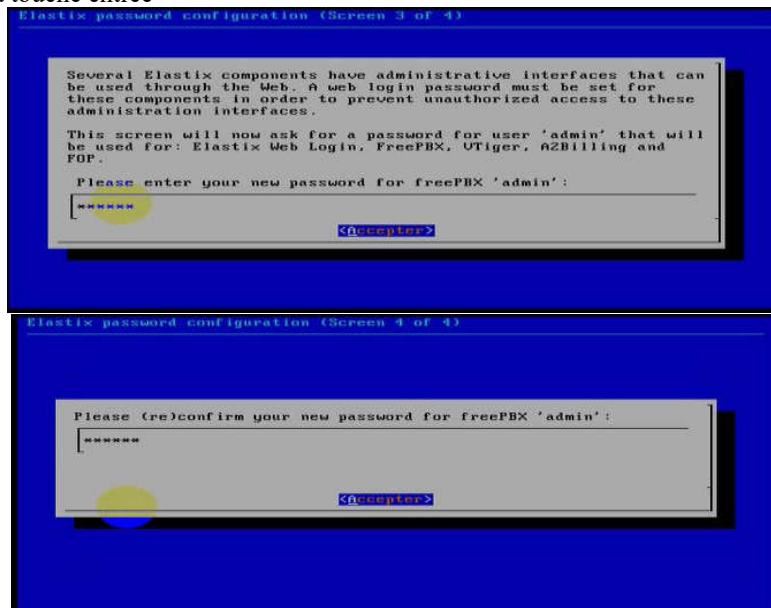 touche entrée
Elastix password configuration (Screen 3 of 4)
Several Elastix components have administrative interfaces that can
be used through the Web. A web login password must be set for
these components in order to prevent unauthorized access to these
administration interfaces.
This screen will now ask for a password for user 'admin' that will
be used for: Elastix Web Login, FreePBX, VTiger, A2Billing and
FOP.
Please enter your new password for freePBX 'admin':
******
<Accepter>
Elastix password configuration (Screen 4 of 4)
Please (re)confirm your new password for freePBX 'admin':
******
<Accepter>